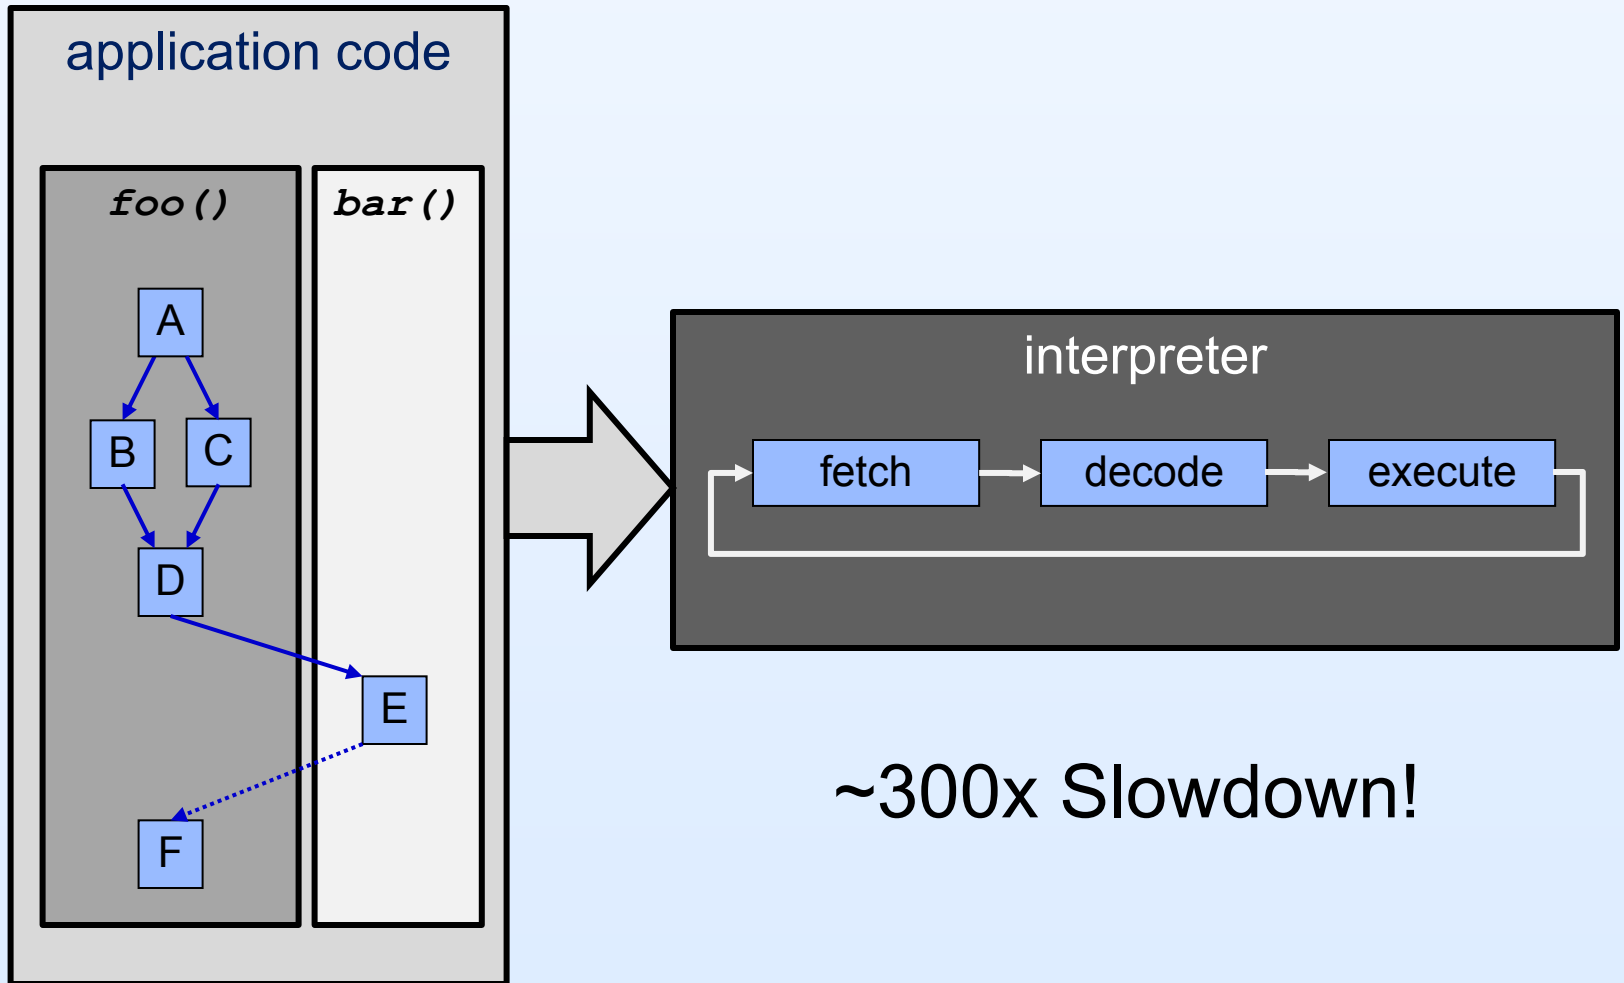 application code
foo()
bar()
A
B
C
D
E
F
interpreter
fetch
decode
execute
~300x Slowdown!